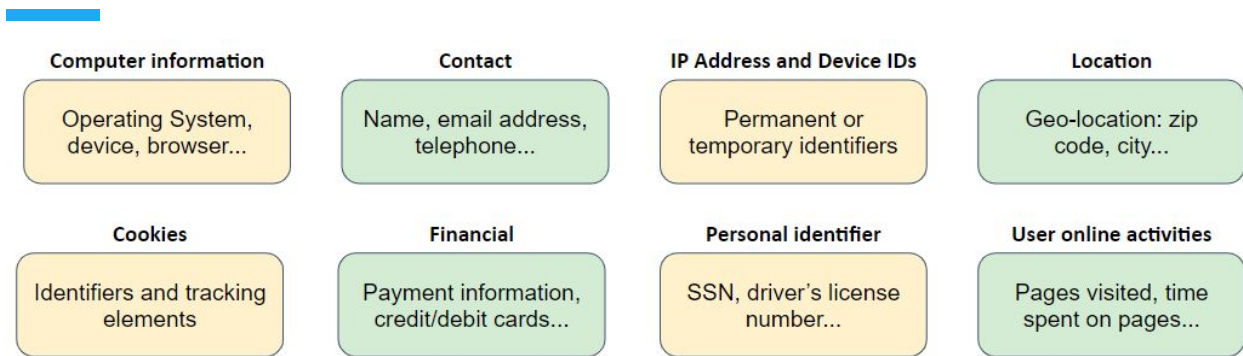 Computer information
Contact
IP Address and Device IDs
Location
Operating System,
device, browser...
Name, email address,
telephone...
Permanent or
temporary identifiers
Geo-location: zip
code, city...
Cookies
Financial
Personal identifier
User online activities
Identifiers and tracking
elements
Payment information,
credit/debit cards...
SSN, driver's license
number...
Pages visited, time
spent on pages...